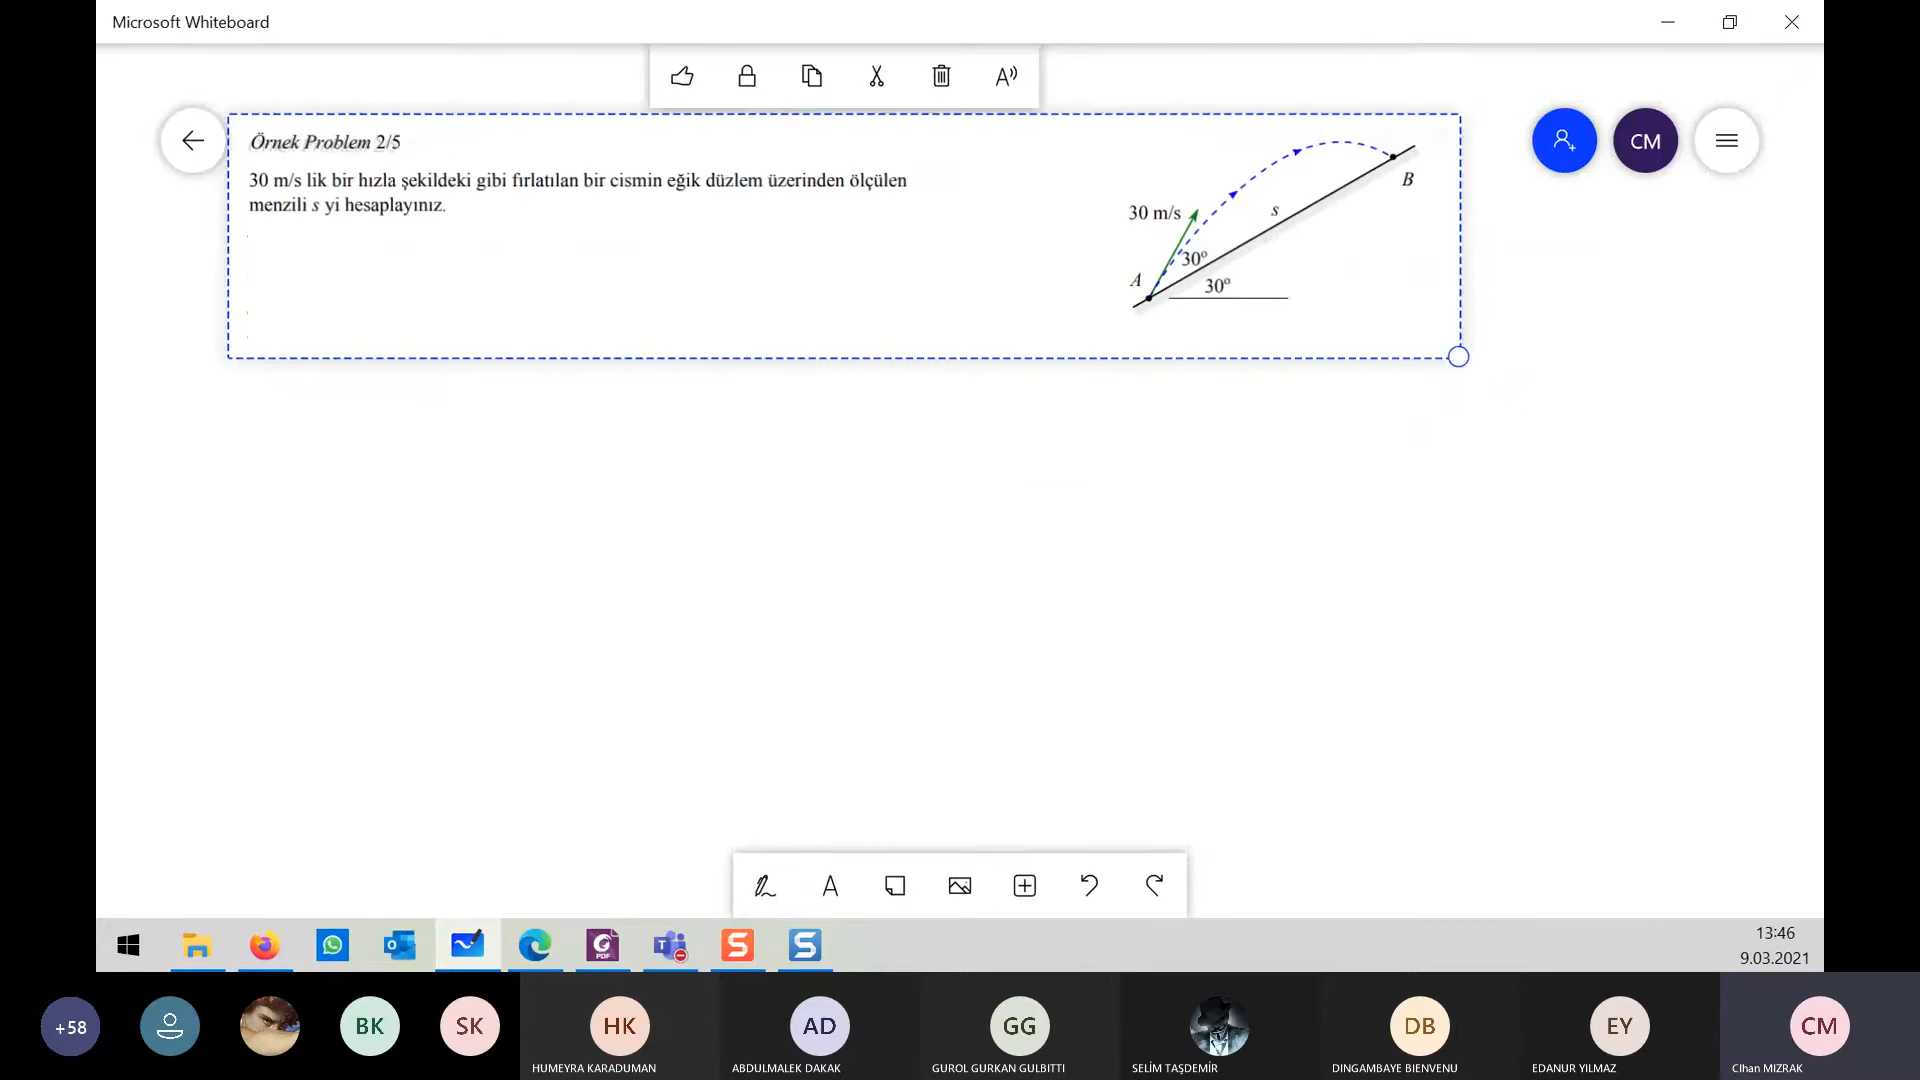 Microsoft Whiteboard
Örnek Problem 2/5
30 m/s lik bir hızla şekildeki gibi fırlatılan bir cismin eğik düzlem üzerinden ölçülen
menzili s yi hesaplayınız.
B
s
30 m/s
30º
A
30º
CM
13:46
9.03.2021
+58
BK
SK
HK
AD
GG
DB
EY
CM
HUMEYRA KARADUMAN
ABDULMALEK DAKAK
GUROL GURKAN GULBITTI
SELİM TAŞDEMİR
DINGAMBAYE BIENVENU
EDANUR YILMAZ
CIhan MIZRAK